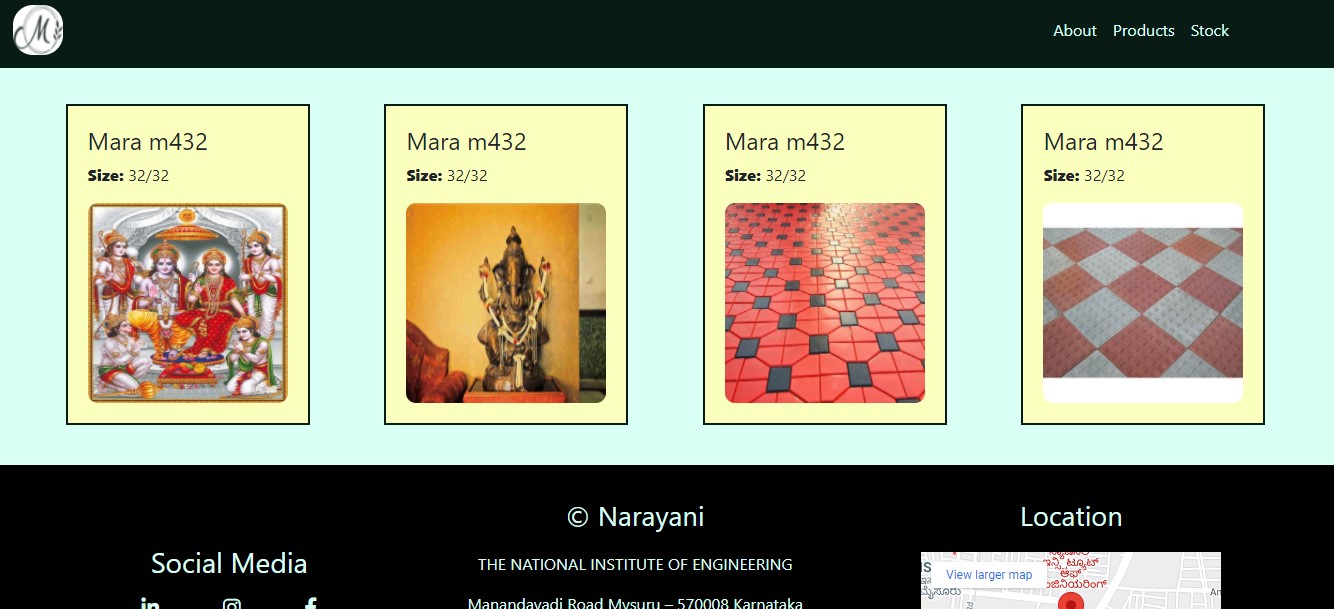 M
About Products Stock
Mara m432
Size: 32/32
Mara m432
Size: 32/32
Mara m432
Size: 32/32
Mara m432
Size: 32/32
Social Media
© Narayani
THE NATIONAL INSTITUTE OF ENGINEERING
Manandavadi Road Mysuru – 570008 Karnataka
Location
View larger map
ಇನ್ಸ್ಟಿಟ್ಯೂಟ್
ಆಫ್
ಮೈಸೂರು